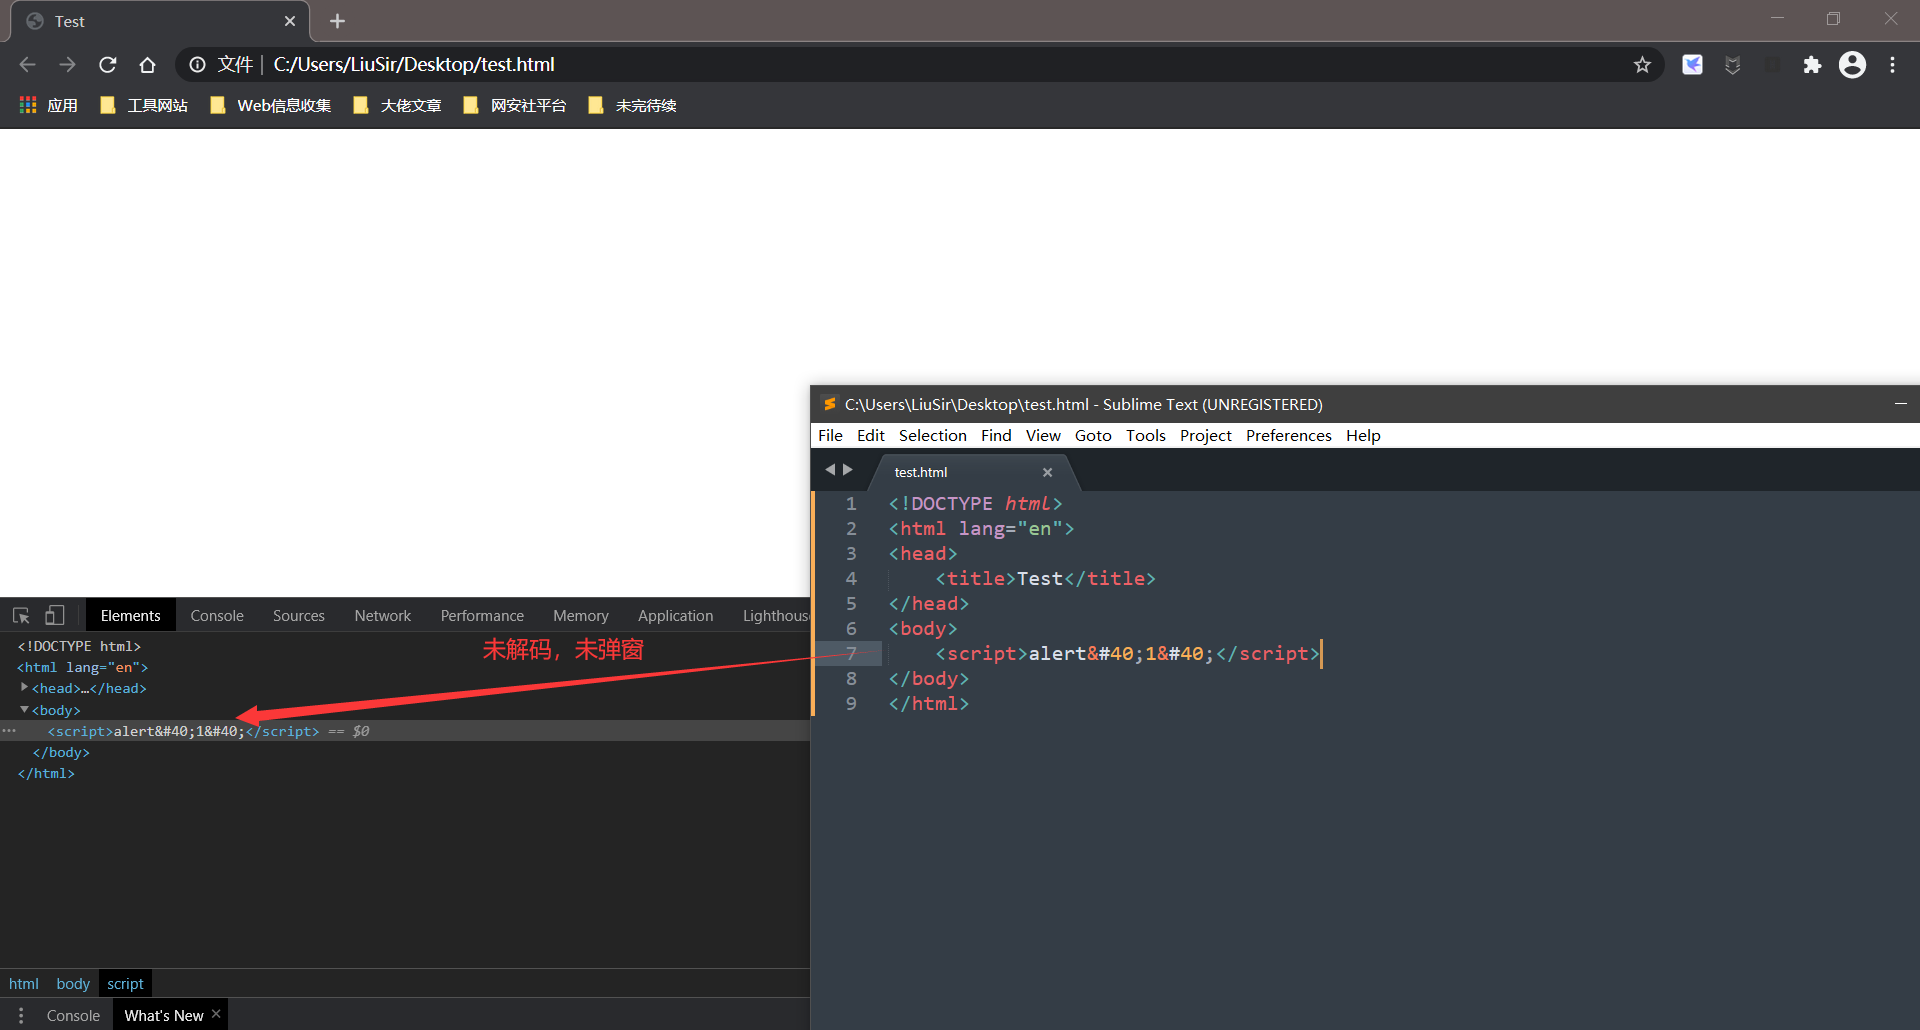 Test
文件 | C:/Users/LiuSir/Desktop/test.html
应用 工具网站 Web信息收集 大佬文章 网安社平台 未完待续
C:\Users\LiuSir\Desktop\test.html - Sublime Text (UNREGISTERED)
File Edit Selection Find View Goto Tools Project Preferences Help
test.html
1 <!DOCTYPE html>
2 <html lang="en">
3 <head>
4 <title>Test</title>
5 </head>
6 <body>
7 <script>alert&#40;1&#40;</script>
8 </body>
9 </html>
Elements Console Sources Network Performance Memory Application Lighthous
未解码，未弹窗
<!DOCTYPE html>
<html lang="en">
<head>…</head>
<body>
<script>alert&#40;1&#40;</script> == $0
</body>
</html>
html body script
Console What's New